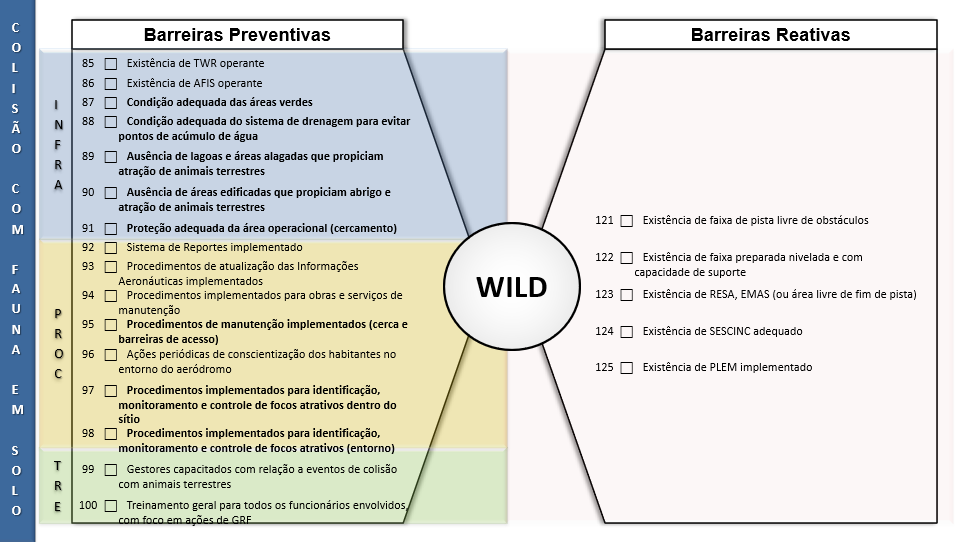 COLISÃO COM FAUNA EM SOLO
Barreiras Preventivas
INFRA
85 Existência de TWR operante
86 Existência de AFIS operante
87 Condição adequada das áreas verdes
88 Condição adequada do sistema de drenagem para evitar
pontos de acúmulo de água
89 Ausência de lagoas e áreas alagadas que propiciam
atração de animais terrestres
90 Ausência de áreas edificadas que propiciam abrigo e
atração de animais terrestres
91 Proteção adequada da área operacional (cercamento)
PROC
92 Sistema de Reportes implementado
93 Procedimentos de atualização das Informações
Aeronáuticas implementados
94 Procedimentos implementados para obras e serviços de
manutenção
95 Procedimentos de manutenção implementados (cerca e
barreiras de acesso)
96 Ações periódicas de conscientização dos habitantes no
entorno do aeródromo
97 Procedimentos implementados para identificação,
monitoramento e controle de focos atrativos dentro do
sítio
98 Procedimentos implementados para identificação,
monitoramento e controle de focos atrativos (entorno)
TRE
99 Gestores capacitados com relação a eventos de colisão
com animais terrestres
100 Treinamento geral para todos os funcionários envolvidos,
com foco em ações de GRF
WILD
Barreiras Reativas
121 Existência de faixa de pista livre de obstáculos
122 Existência de faixa preparada nivelada e com
capacidade de suporte
123 Existência de RESA, EMAS (ou área livre de fim de pista)
124 Existência de SESCINC adequado
125 Existência de PLEM implementado